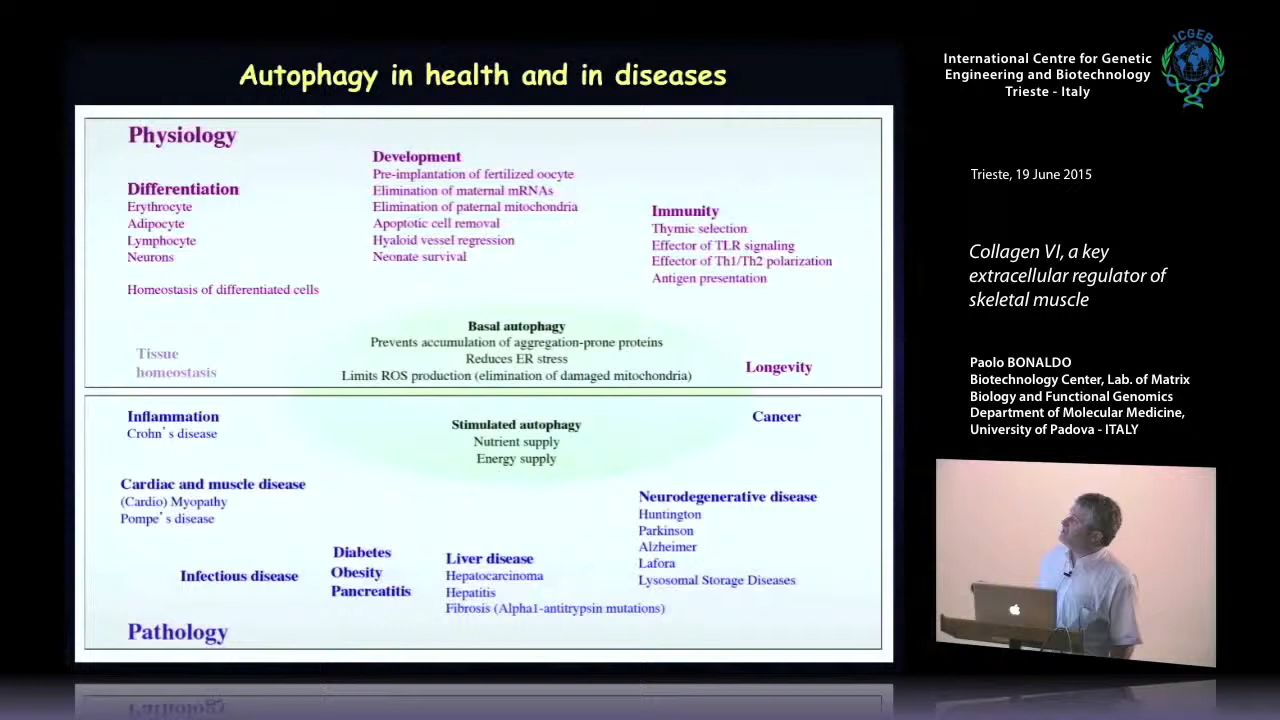 Autophagy in health and in diseases
Physiology
Differentiation
Erythrocyte
Adipocyte
Lymphocyte
Neurons
Homeostasis of differentiated cells
Development
Pre-implantation of fertilized oocyte
Elimination of maternal mRNAs
Elimination of paternal mitochondria
Apoptotic cell removal
Hyaloid vessel regression
Neonate survival
Immunity
Thymic selection
Effector of TLR signaling
Effector of Th1/Th2 polarization
Antigen presentation
Tissue
homeostasis
Basal autophagy
Prevents accumulation of aggregation-prone proteins
Reduces ER stress
Limits ROS production (elimination of damaged mitochondria)
Longevity
Inflammation
Crohn's disease
Stimulated autophagy
Nutrient supply
Energy supply
Cancer
Cardiac and muscle disease
(Cardio) Myopathy
Pompe's disease
Infectious disease
Diabetes
Obesity
Pancreatitis
Liver disease
Hepatocarcinoma
Hepatitis
Fibrosis (Alpha1-antitrypsin mutations)
Neurodegenerative disease
Huntington
Parkinson
Alzheimer
Lafora
Lysosomal Storage Diseases
Pathology
International Centre for Genetic
Engineering and Biotechnology
Trieste - Italy
ICGEB
Trieste, 19 June 2015
Collagen VI, a key
extracellular regulator of
skeletal muscle
Paolo BONALDO
Biotechnology Center, Lab. of Matrix
Biology and Functional Genomics
Department of Molecular Medicine,
University of Padova - ITALY